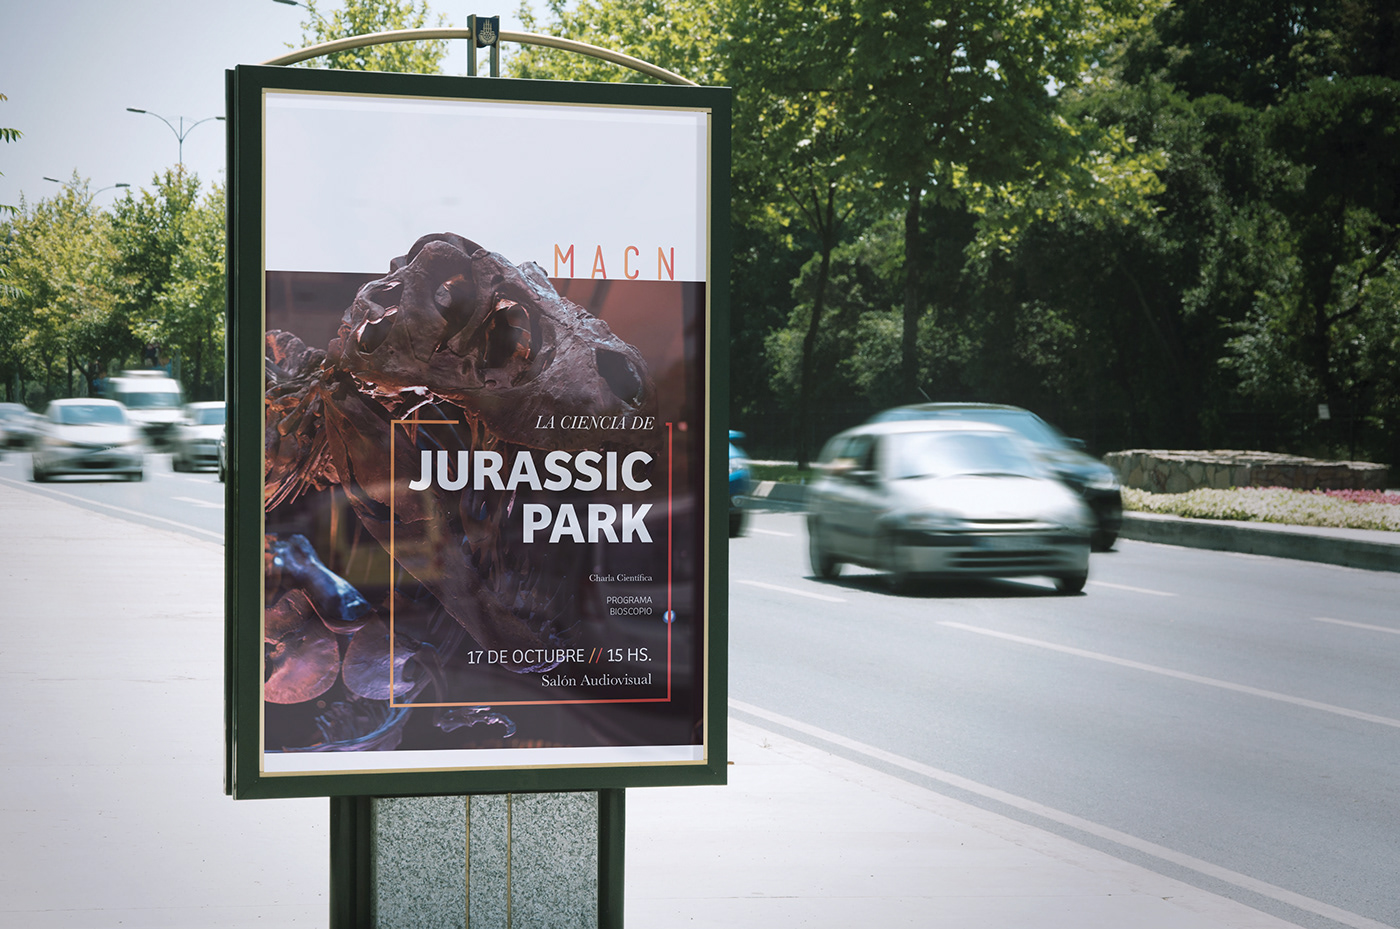 MACN
LA CIENCIA DE
JURASSIC
PARK
Charla Científica
PROGRAMA
BIOSCOPIO
17 DE OCTUBRE // 15 HS.
Salón Audiovisual